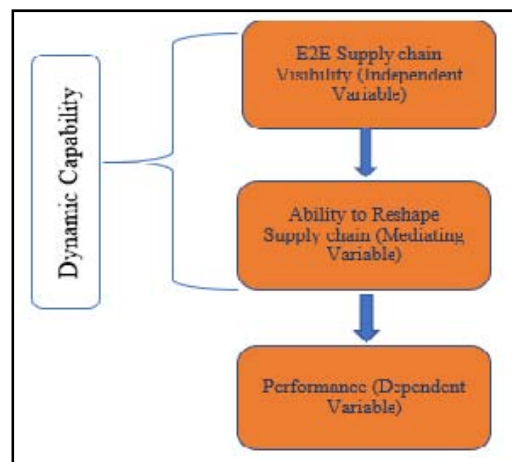 Dynamic Capability
E2E Supply chain
Visibility (Independent
Variable)
Ability to Reshape
Supply chain (Mediating
Variable)
Performance (Dependent
Variable)